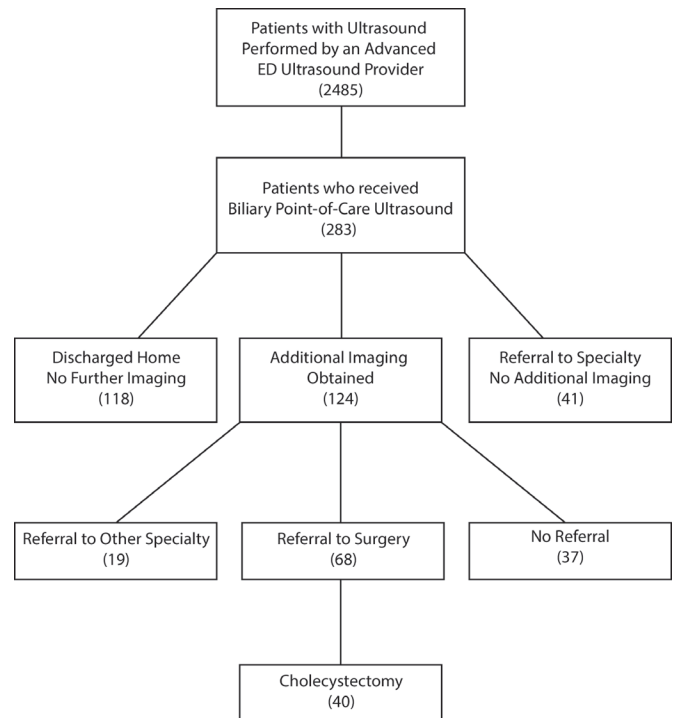 Patients with Ultrasound
Performed by an Advanced
ED Ultrasound Provider
(2485)
Patients who received
Biliary Point-of-Care Ultrasound
(283)
Discharged Home
No Further Imaging
(118)
Additional Imaging
Obtained
(124)
Referral to Specialty
No Additional Imaging
(41)
Referral to Other Specialty
(19)
Referral to Surgery
(68)
No Referral
(37)
Cholecystectomy
(40)